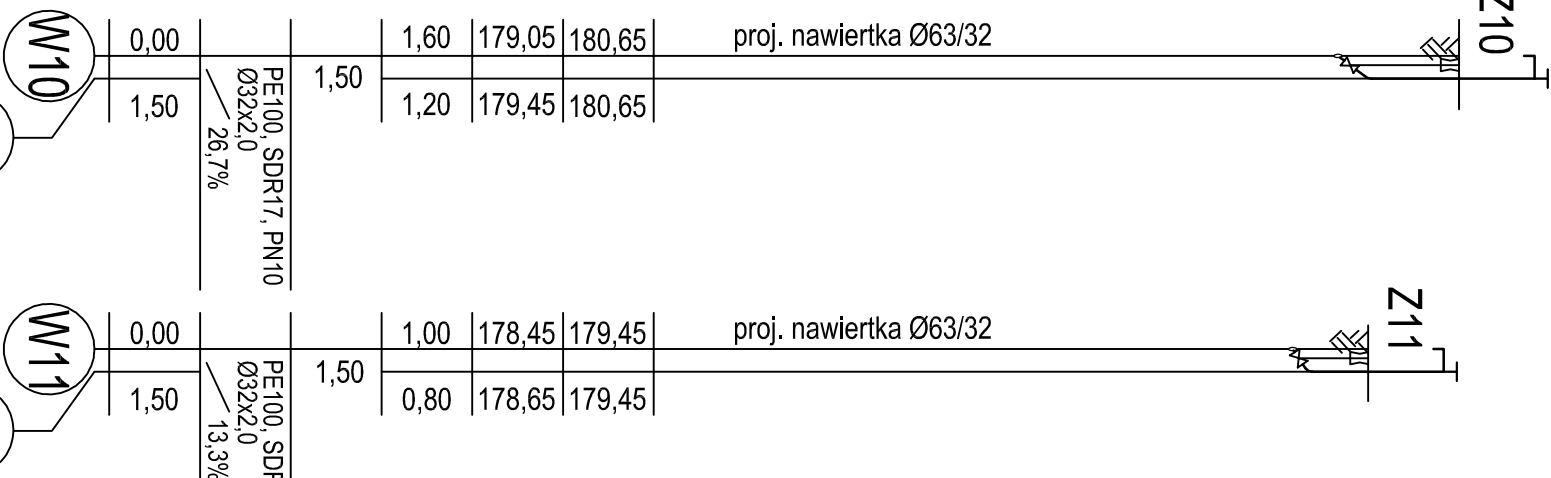 Z10
W10
0,00
1,60
179,05
180,65
proj. nawiertka Ø63/32
1,50
1,50
1,20
179,45
180,65
PE100, SDR17, PN10
Ø32x2,0
26,7%
Z11
W11
0,00
1,00
178,45
179,45
proj. nawiertka Ø63/32
1,50
1,50
0,80
178,65
179,45
PE100,
Ø32x2,0
13,3%